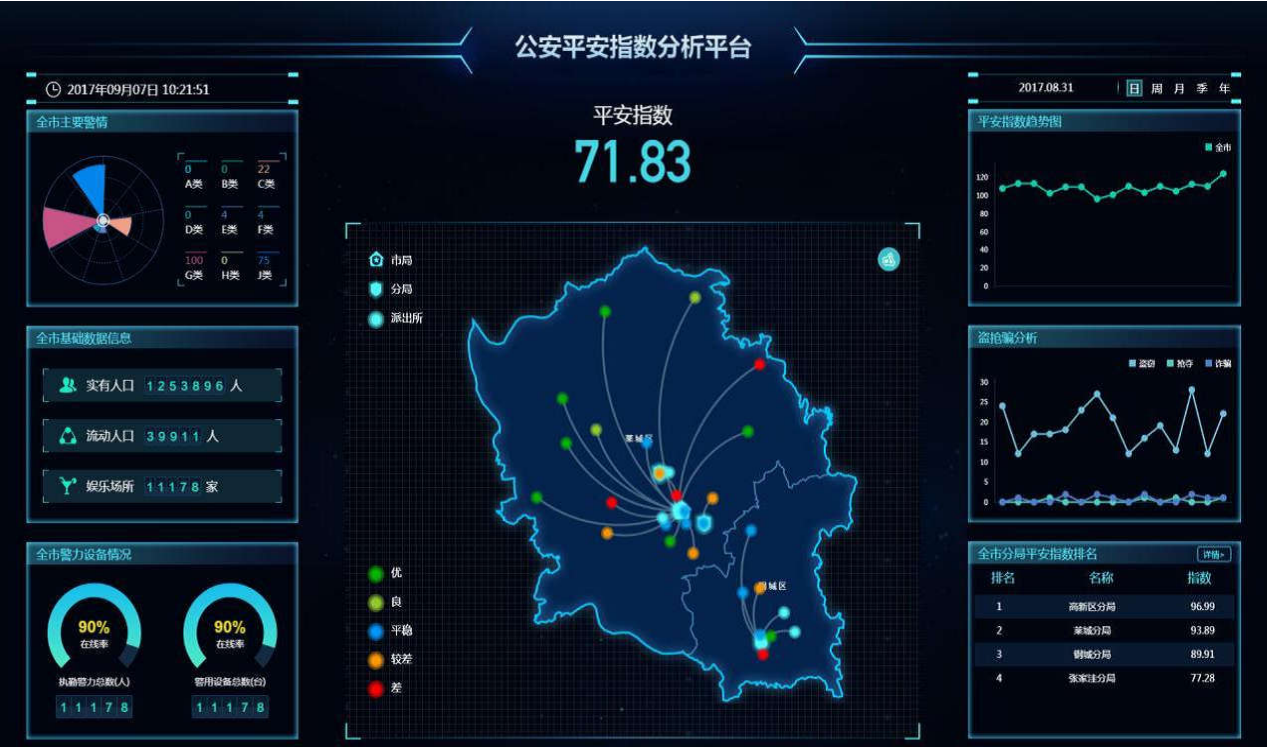 公安平安指数分析平台
2017年09月07日 10:21:51
全市主要警情
0 0 22
A类 B类 C类
0 4 4
D类 E类 F类
100 0 75
G类 H类 J类
全市基础数据信息
实有人口 1253896 人
流动人口 39911 人
娱乐场所 11178 家
全市警力设备情况
90% 90%
在线率 在线率
执勤警力总数(人) 警用设备总数(台)
11178 11178
平安指数
71.83
市局
分局
派出所
莱城区
城区
优
良
平稳
较差
差
2017.08.31 日 周 月 季 年
平安指数趋势图
全市
120
100
80
60
40
20
0
盗抢骗分析
盗窃 抢夺 诈骗
30
25
20
15
10
5
0
全市分局平安指数排名 详情>
排名 名称 指数
1 高新区分局 96.99
2 莱城分局 93.89
3 钢城分局 89.91
4 张家洼分局 77.28